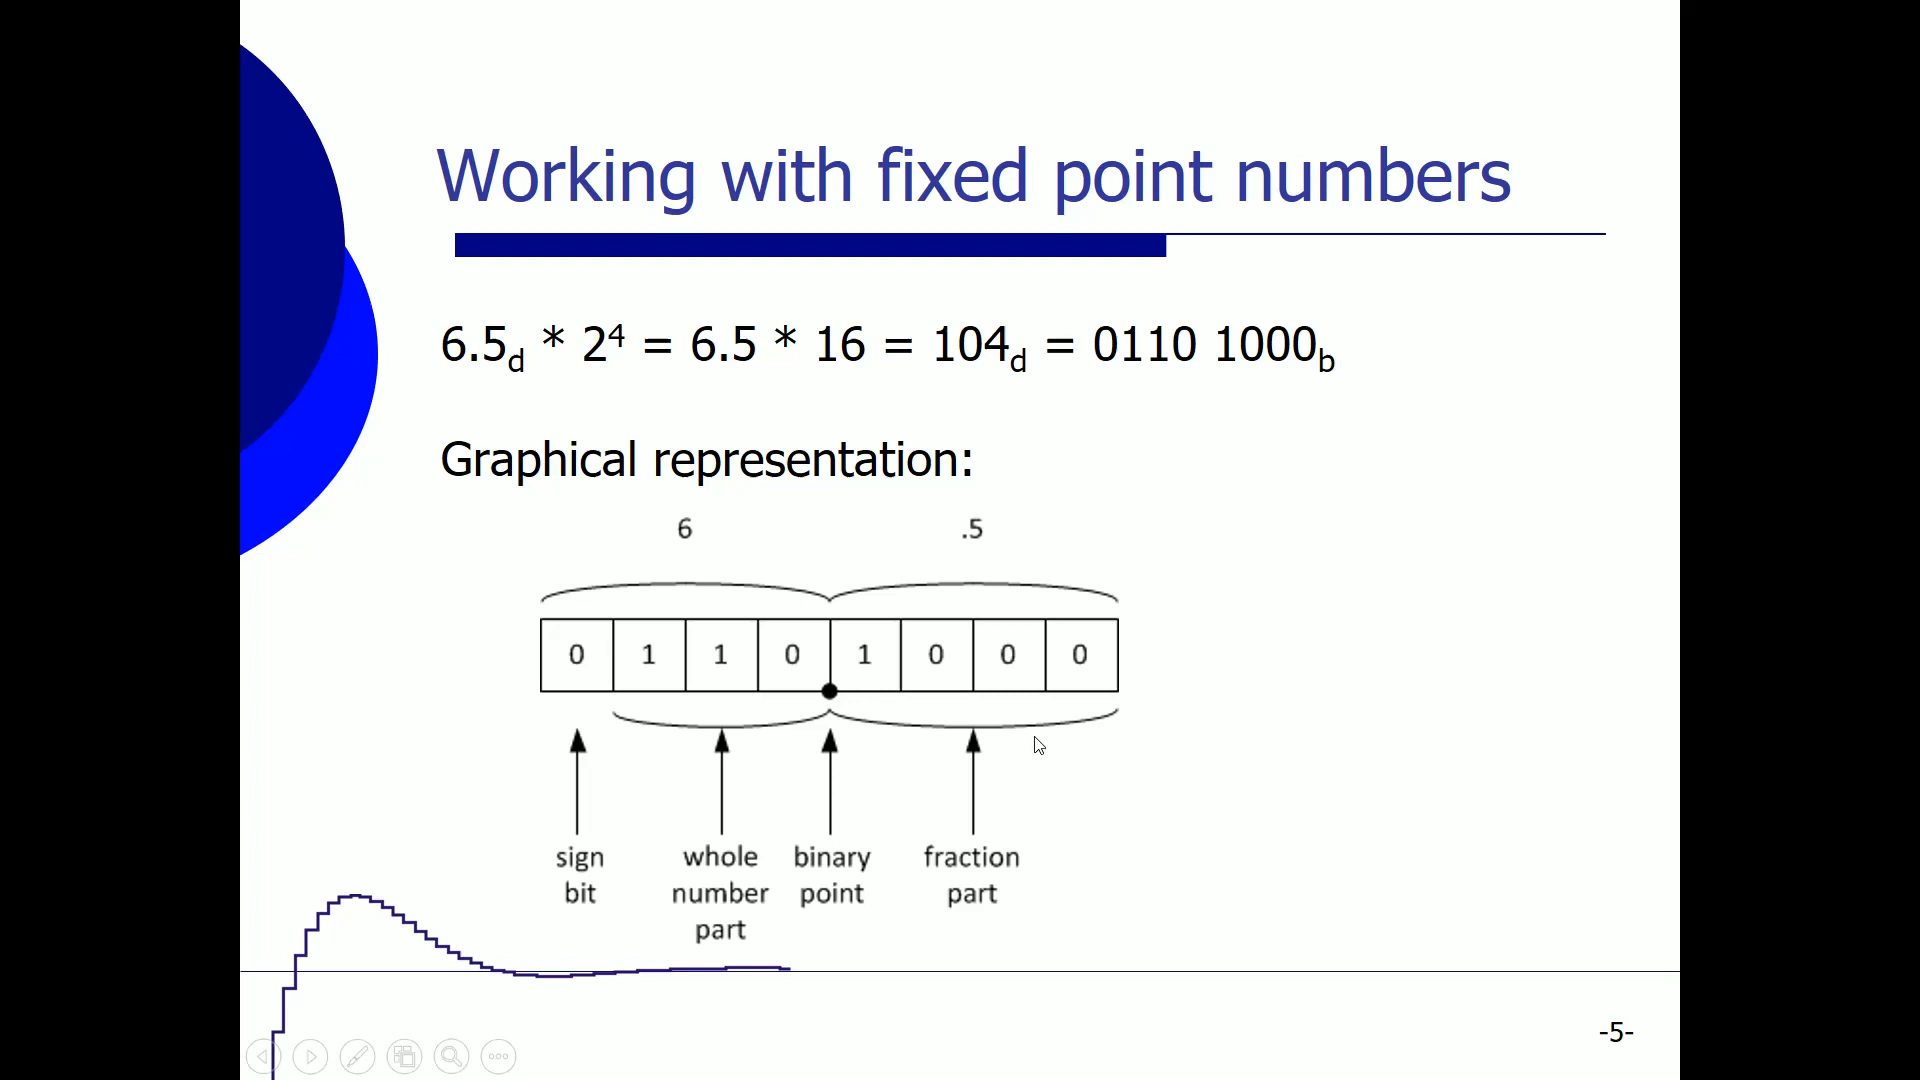 Working with fixed point numbers
6.5d * 2⁴ = 6.5 * 16 = 104d = 0110 1000b
Graphical representation:
6 .5
0 1 1 0 1 0 0 0
sign bit
whole number part
binary point
fraction part
-5-